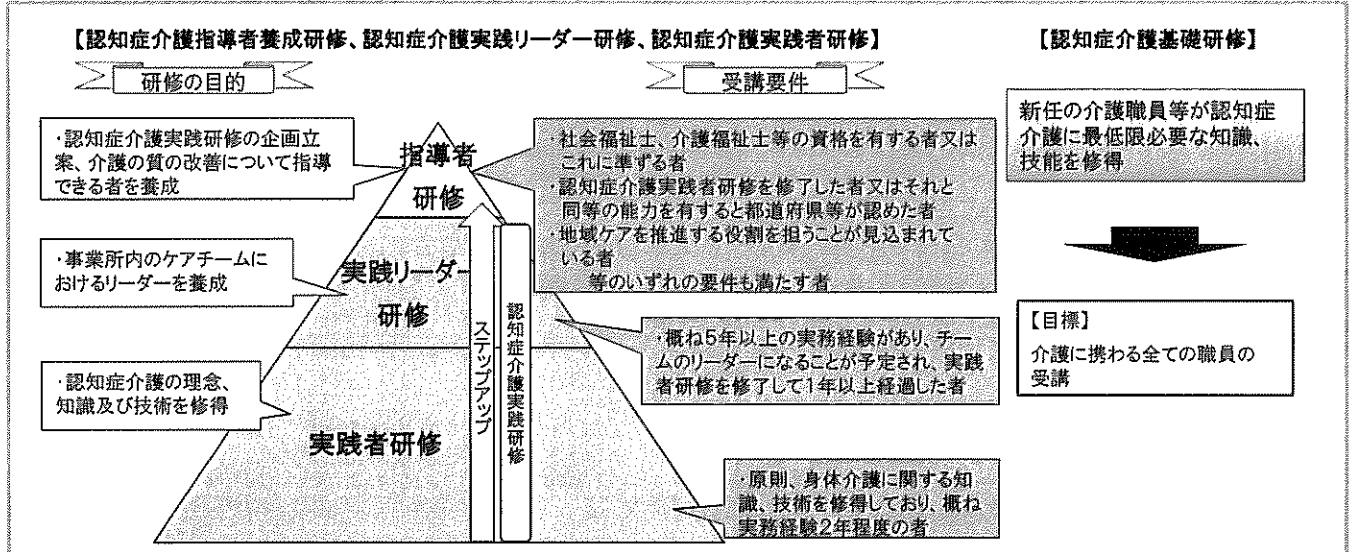 【認知症介護指導者養成研修、認知症介護実践リーダー研修、認知症介護実践者研修】
研修の目的
受講要件
・認知症介護実践研修の企画立
案、介護の質の改善について指導
できる者を養成
・事業所内のケアチームに
おけるリーダーを養成
・認知症介護の理念、
知識及び技術を修得
指導者
研修
実践リーダー
研修
実践者研修
ステップアップ
認知症介護実践研修
・社会福祉士、介護福祉士等の資格を有する者又は
これに準ずる者
・認知症介護実践者研修を修了した者又はそれと
同等の能力を有すると都道府県等が認めた者
・地域ケアを推進する役割を担うことが見込まれて
いる者
等のいずれの要件も満たす者
・概ね5年以上の実務経験があり、チー
ムのリーダーになることが予定され、実践
者研修を修了して1年以上経過した者
・原則、身体介護に関する知
識、技術を修得しており、概ね
実務経験2年程度の者
【認知症介護基礎研修】
新任の介護職員等が認知症
介護に最低限必要な知識、
技能を修得
【目標】
介護に携わる全ての職員の
受講